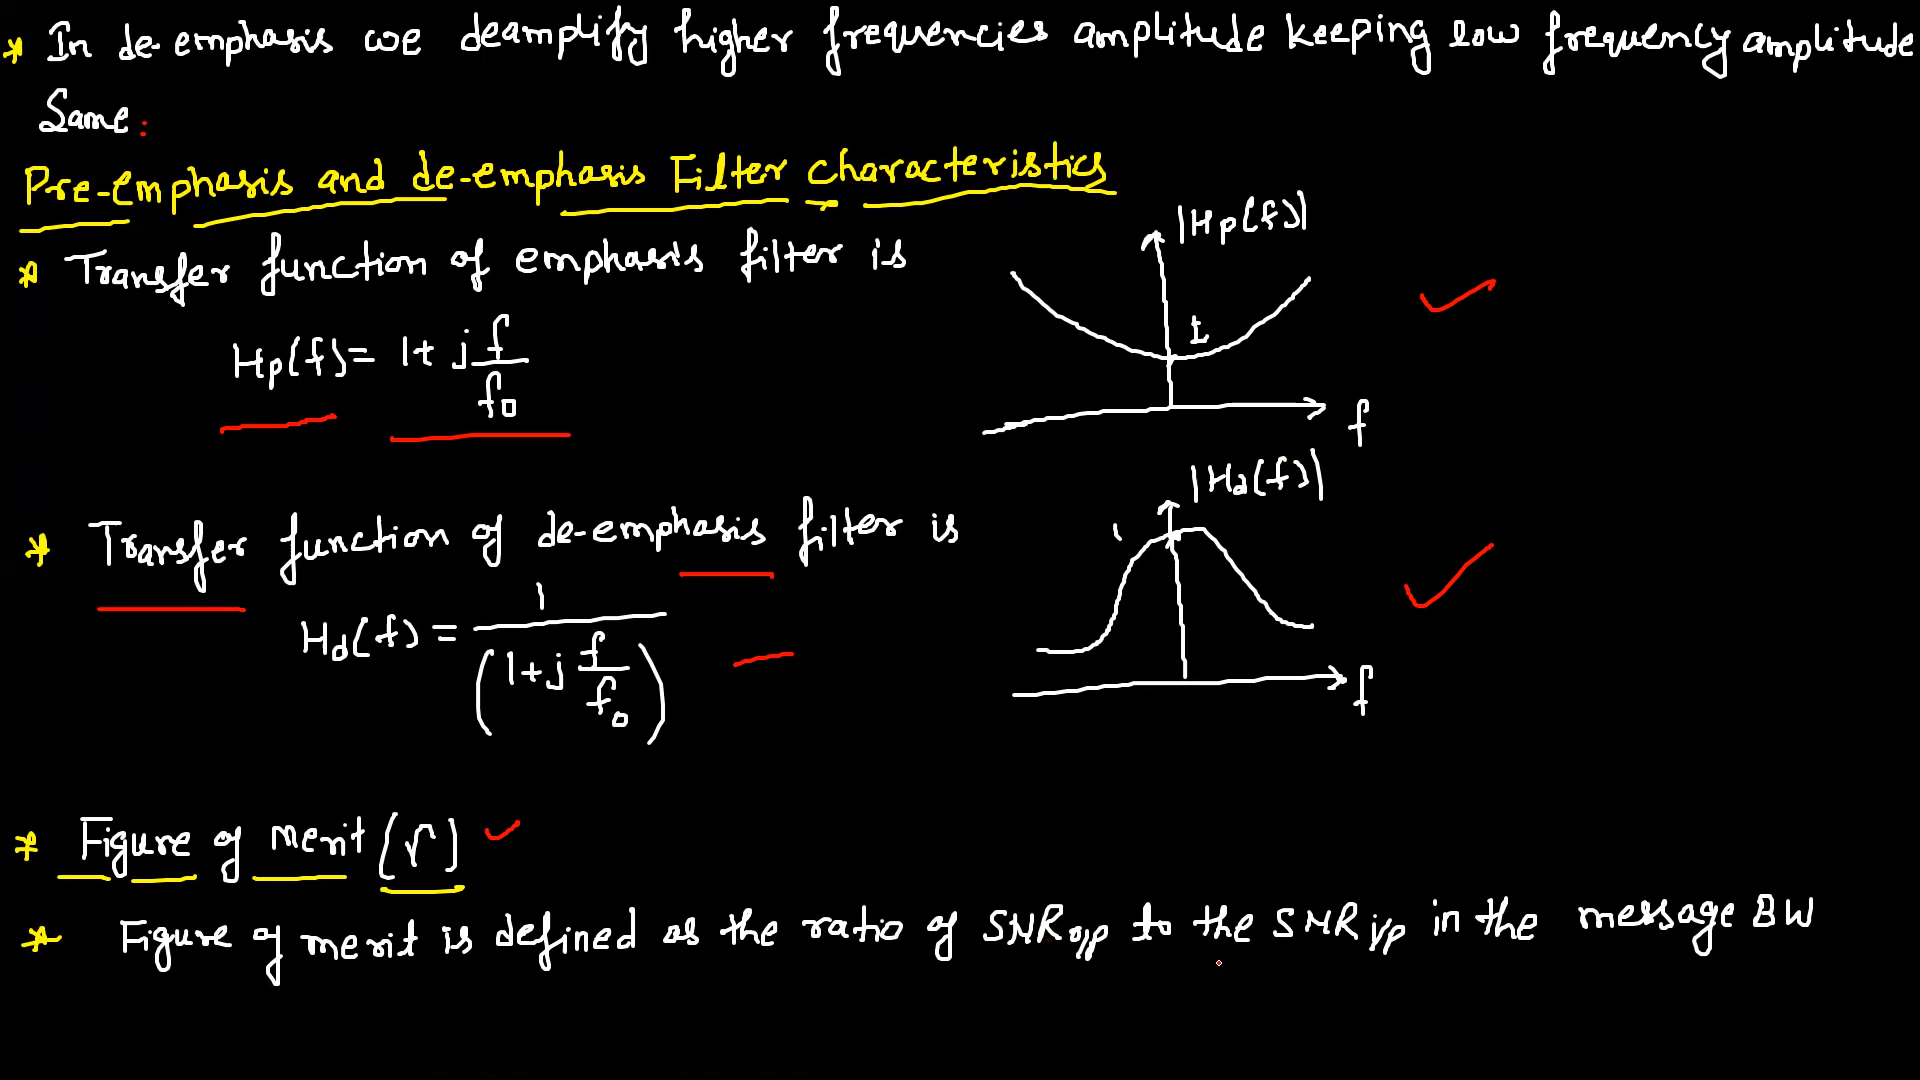 * In de-emphasis we deamplify higher frequencies amplitude keeping low frequency amplitude
Same:
Pre-emphasis and de-emphasis Filter characteristics
* Transfer function of emphasis filter is
Hp(f) = 1 + j f/f0
|Hp(f)|
1
f
* Transfer function of de-emphasis filter is
Hd(f) = 1/(1+j f/f0)
|Hd(f)|
1
f
* Figure of merit (r)
* Figure of merit is defined as the ratio of SNR o/p to the SNR i/p in the message BW